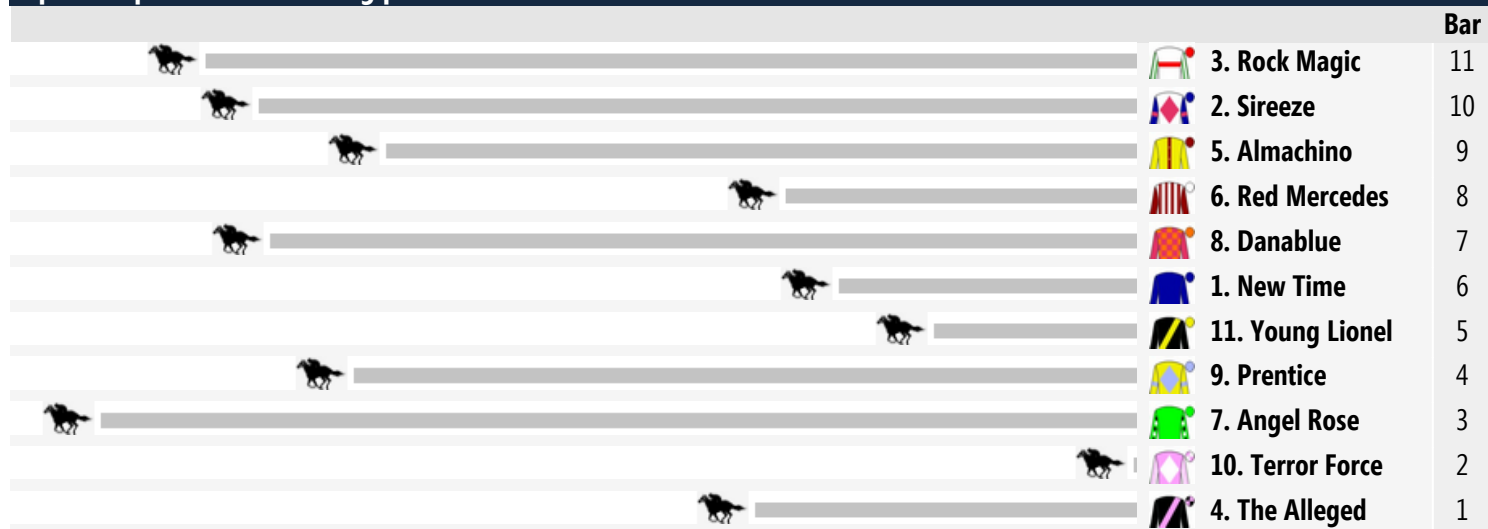 Bar
3. Rock Magic 11
2. Sireeze 10
5. Almachino 9
6. Red Mercedes 8
8. Danablue 7
1. New Time 6
11. Young Lionel 5
9. Prentice 4
7. Angel Rose 3
10. Terror Force 2
4. The Alleged 1